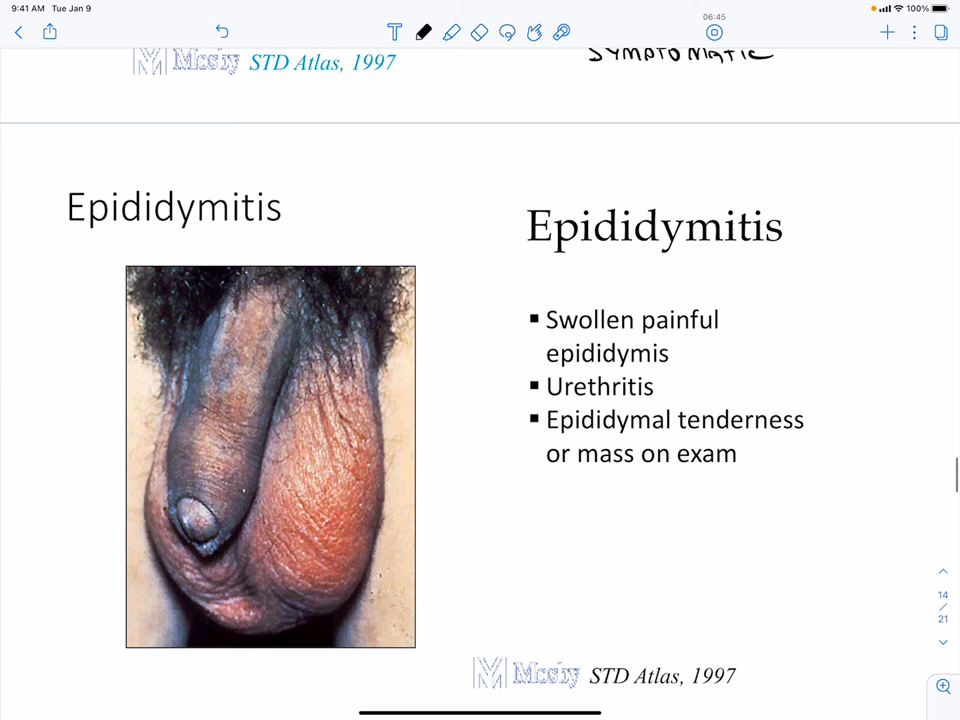 9:41 AM Tue Jan 9
06:45
100%
T
Mosby STD Atlas, 1997
SYMPTOMATIC
Epididymitis
Epididymitis
▪ Swollen painful
epididymis
▪ Urethritis
▪ Epididymal tenderness
or mass on exam
14
/
21
Mosby STD Atlas, 1997